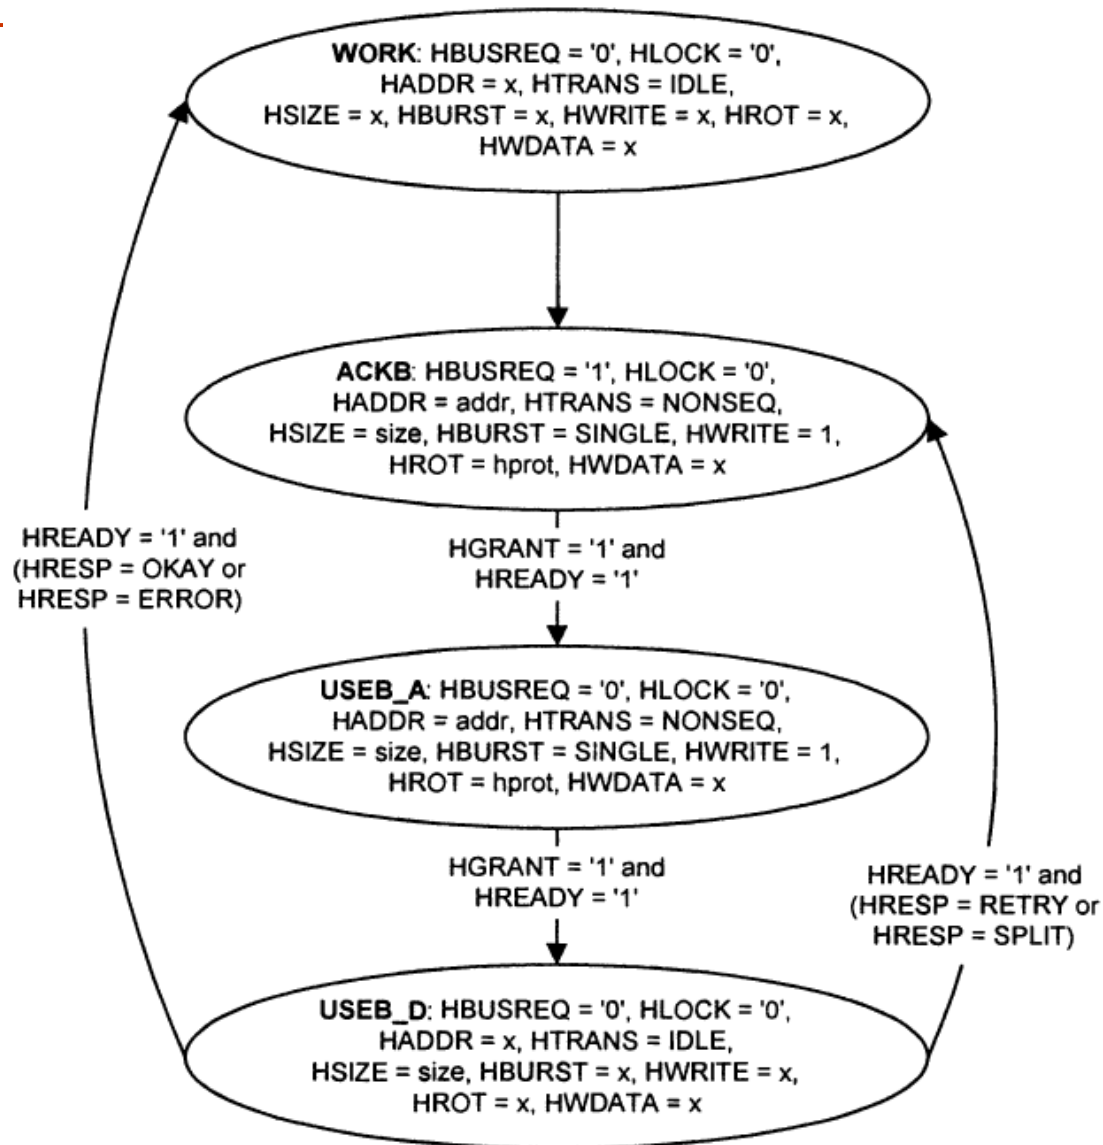 WORK: HBUSREQ = '0', HLOCK = '0',
HADDR = x, HTRANS = IDLE,
HSIZE = x, HBURST = x, HWRITE = x, HROT = x,
HWDATA = x
ACKB: HBUSREQ = '1', HLOCK = '0',
HADDR = addr, HTRANS = NONSEQ,
HSIZE = size, HBURST = SINGLE, HWRITE = 1,
HROT = hprot, HWDATA = x
HREADY = '1' and
(HRESP = OKAY or
HRESP = ERROR)
HGRANT = '1' and
HREADY = '1'
USEB_A: HBUSREQ = '0', HLOCK = '0',
HADDR = addr, HTRANS = NONSEQ,
HSIZE = size, HBURST = SINGLE, HWRITE = 1,
HROT = hprot, HWDATA = x
HGRANT = '1' and
HREADY = '1'
HREADY = '1' and
(HRESP = RETRY or
HRESP = SPLIT)
USEB_D: HBUSREQ = '0', HLOCK = '0',
HADDR = x, HTRANS = IDLE,
HSIZE = size, HBURST = x, HWRITE = x,
HROT = x, HWDATA = x